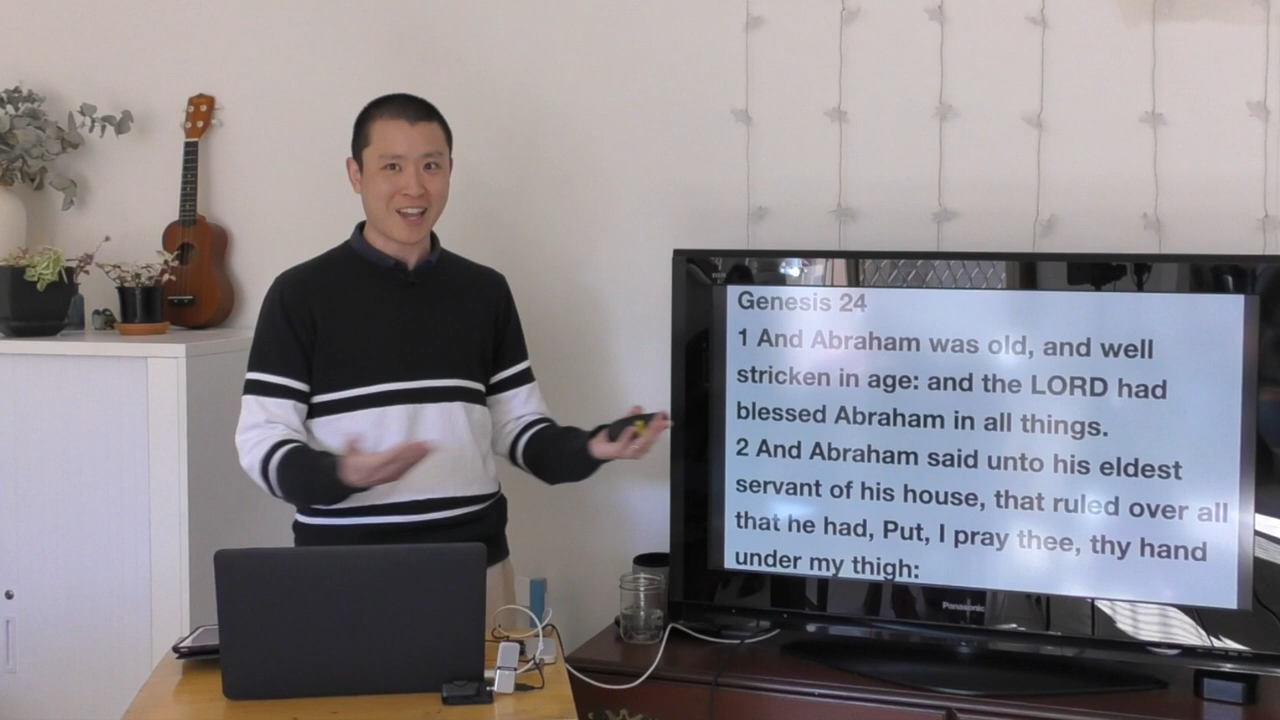 Genesis 24
1 And Abraham was old, and well
stricken in age: and the LORD had
blessed Abraham in all things.
2 And Abraham said unto his eldest
servant of his house, that ruled over all
that he had, Put, I pray thee, thy hand
under my thigh:
Panasonic